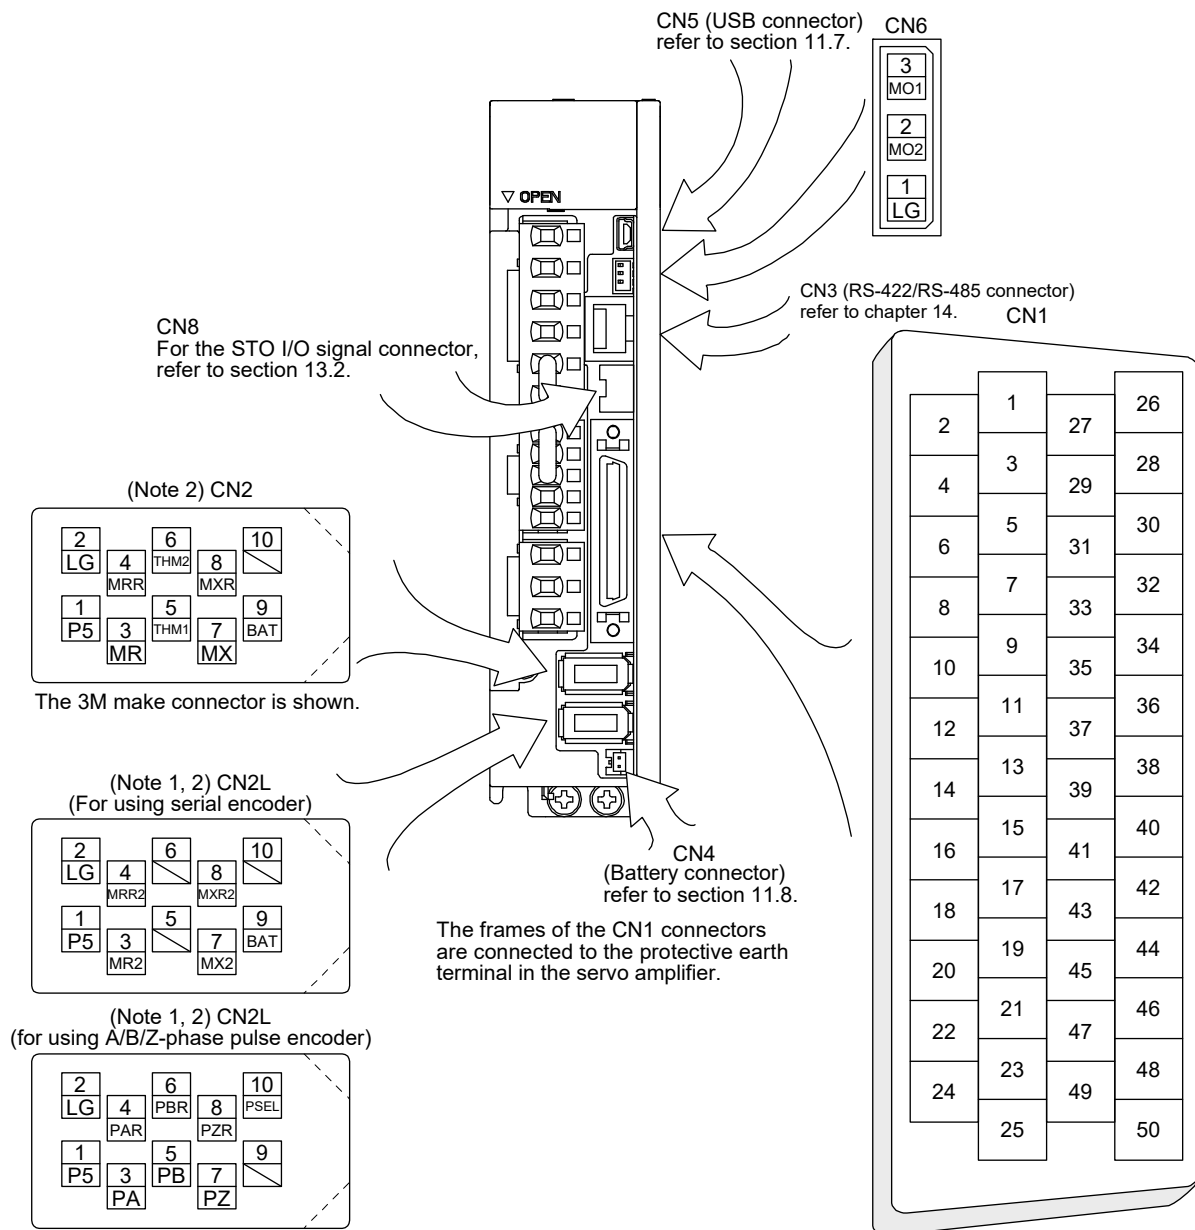 CN5 (USB connector)
refer to section 11.7.
CN6
3
MO1
2
MO2
1
LG
▽ OPEN
CN3 (RS-422/RS-485 connector)
refer to chapter 14.
CN8
For the STO I/O signal connector,
refer to section 13.2.
(Note 2) CN2
2 6 10
LG 4 THM2 8
MRR MXR
1 5 9
P5 3 THM1 7 BAT
MR MX
The 3M make connector is shown.
(Note 1, 2) CN2L
(For using serial encoder)
2 6 10
LG 4 8
MRR2 MXR2
1 5 9
P5 3 7 BAT
MR2 MX2
(Note 1, 2) CN2L
(for using A/B/Z-phase pulse encoder)
2 6 10
LG 4 PBR 8 PSEL
PAR PZR
1 5 9
P5 3 PB 7
PA PZ
CN4
(Battery connector)
refer to section 11.8.
The frames of the CN1 connectors
are connected to the protective earth
terminal in the servo amplifier.
CN1
1 26
2 27
3 28
4 29
5 30
6 31
7 32
8 33
9 34
10 35
11 36
12 37
13 38
14 39
15 40
16 41
17 42
18 43
19 44
20 45
21 46
22 47
23 48
24 49
25 50